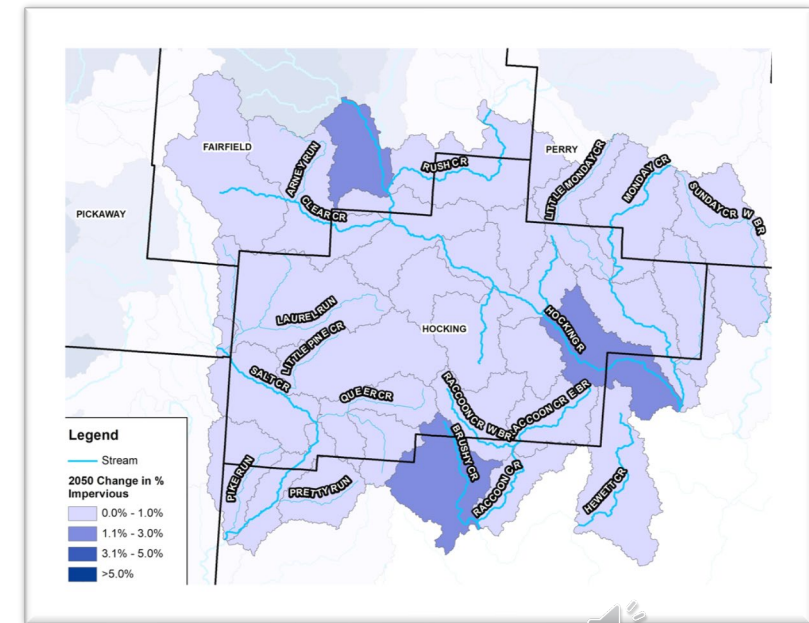 FAIRFIELD
PERRY
PICKAWAY
HOCKING
ARNEY RUN
CLEAR CR
RUSH CR
LITTLE MONDAY CR
MONDAY CR
SUNDAY CR W BR
LAUREL RUN
LITTLE PINE CR
HOCKING R
SALT CR
QUEER CR
RACCOON CR W BR
RACCOON CR E BR
BRUSHY CR
RACCOON CR
HEWETT CR
PIKE RUN
PRETTY RUN
Legend
Stream
2050 Change in %
Impervious
0.0% - 1.0%
1.1% - 3.0%
3.1% - 5.0%
>5.0%